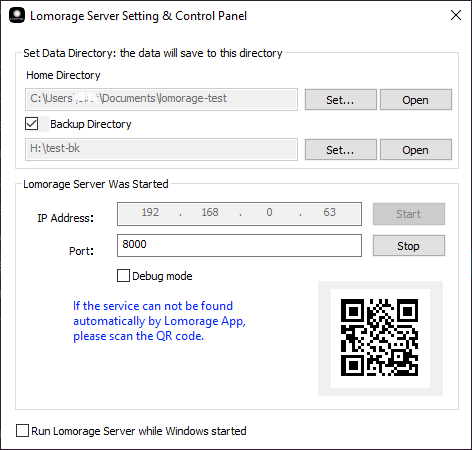 Lomorage Server Setting & Control Panel
Set Data Directory: the data will save to this directory
Home Directory
C:\Users\ \Documents\lomorage-test
Set...
Open
Backup Directory
H:\test-bk
Set...
Open
Lomorage Server Was Started
IP Address:
192 . 168 . 0 . 63
Start
Port:
8000
Stop
Debug mode
If the service can not be found
automatically by Lomorage App,
please scan the QR code.
Run Lomorage Server while Windows started